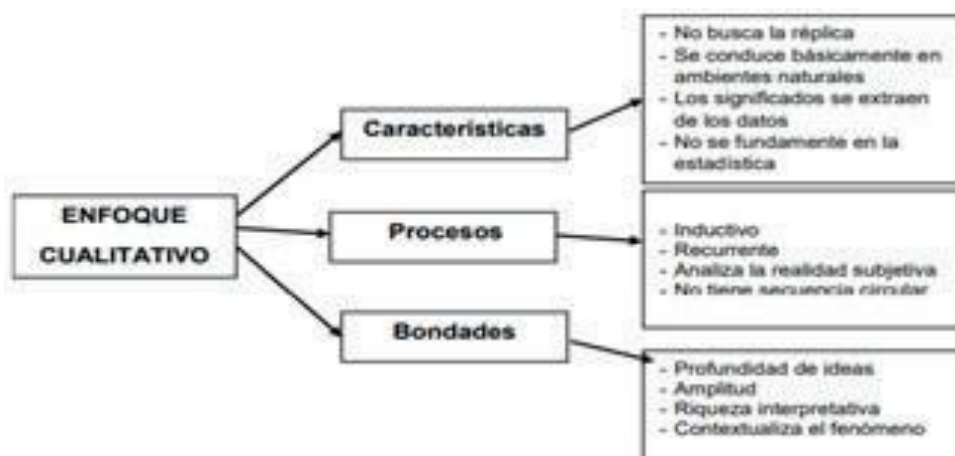 ENFOQUE
CUALITATIVO
Características
- No busca la réplica
- Se conduce básicamente en
ambientes naturales
- Los significados se extraen
de los datos
- No se fundamente en la
estadística
Procesos
- Inductivo
- Recurrente
- Analiza la realidad subjetiva
- No tiene secuencia circular
Bondades
- Profundidad de ideas
- Amplitud
- Riqueza interpretativa
- Contextualiza el fenómeno